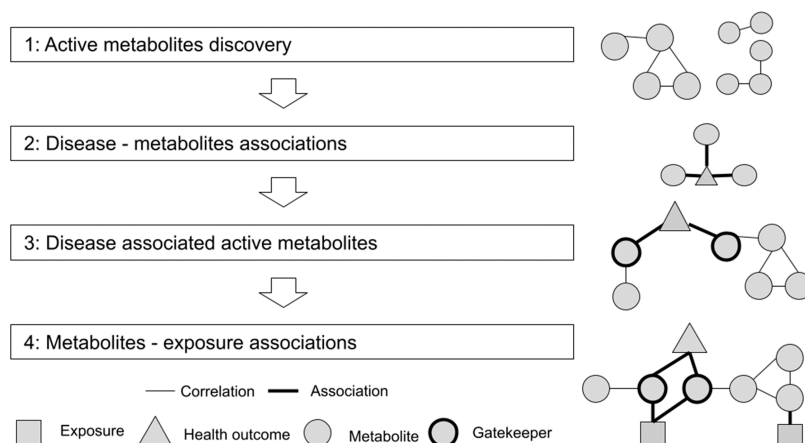 1: Active metabolites discovery
2: Disease - metabolites associations
3: Disease associated active metabolites
4: Metabolites - exposure associations
Correlation Association
Exposure Health outcome Metabolite Gatekeeper